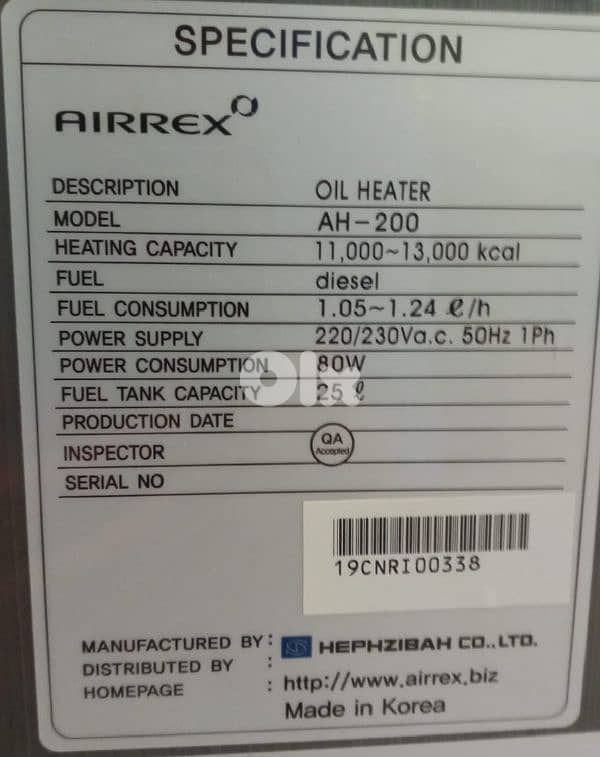 SPECIFICATION
AIRREX
DESCRIPTION OIL HEATER
MODEL AH-200
HEATING CAPACITY 11,000~13,000 kcal
FUEL diesel
FUEL CONSUMPTION 1.05~1.24 ℓ/h
POWER SUPPLY 220/230Va.c. 50Hz 1Ph
POWER CONSUMPTION 80W
FUEL TANK CAPACITY 25 ℓ
olx
PRODUCTION DATE
INSPECTOR QA Accepted
SERIAL NO
19CNRI00338
MANUFACTURED BY : HEPHZIBAH CO.,LTD.
DISTRIBUTED BY :
HOMEPAGE : http://www.airrex.biz
Made in Korea